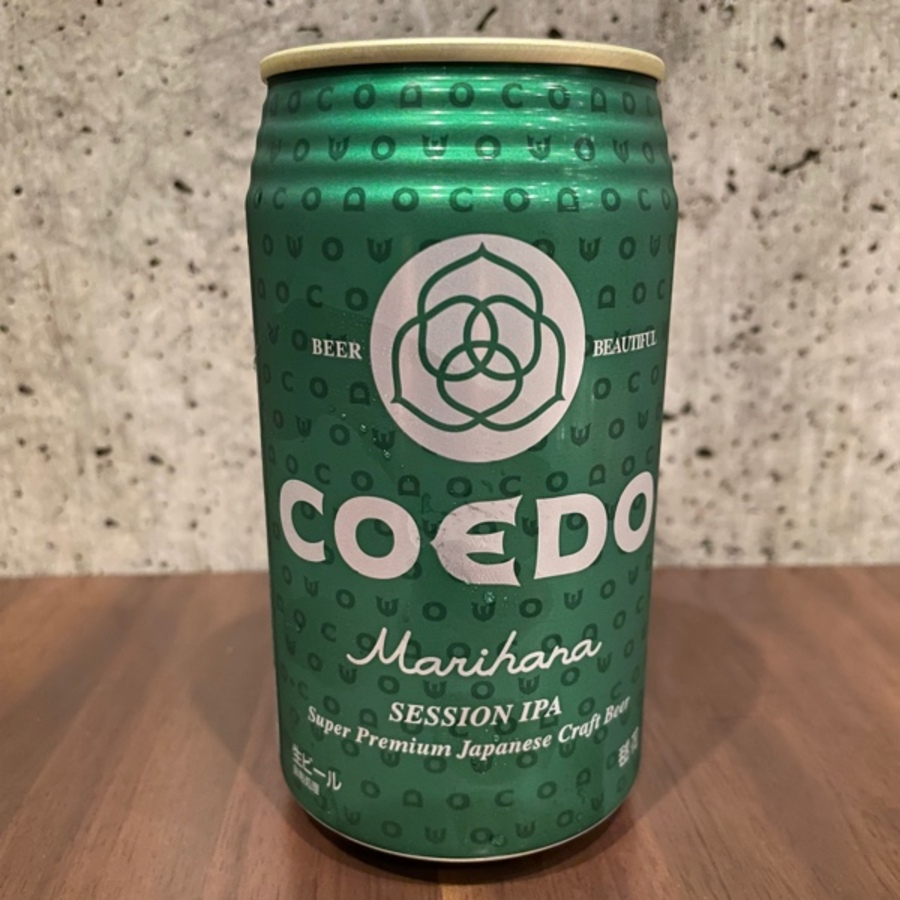 BEER
BEAUTIFUL
COEDO
Marihana
SESSION IPA
Super Premium Japanese Craft Beer
生ビール